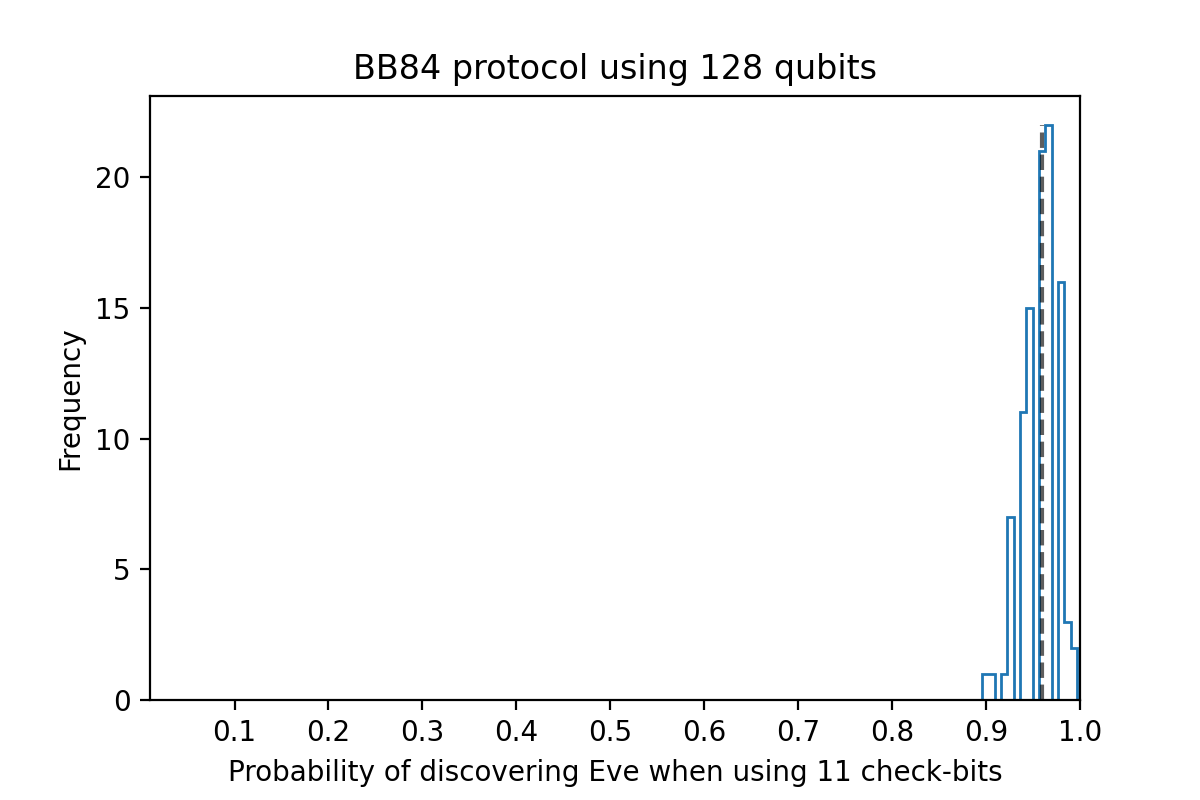 BB84 protocol using 128 qubits
20
15
10
5
0
Frequency
0.1 0.2 0.3 0.4 0.5 0.6 0.7 0.8 0.9 1.0
Probability of discovering Eve when using 11 check-bits